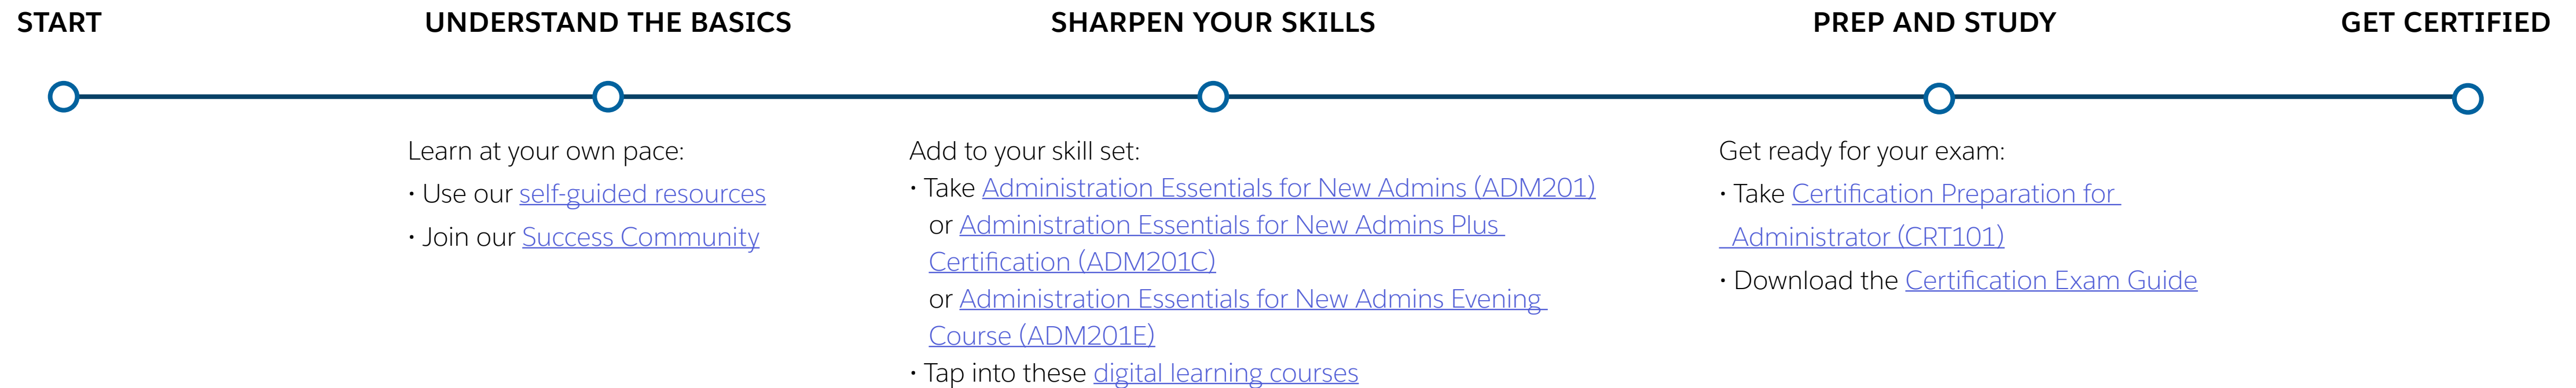 START
UNDERSTAND THE BASICS
SHARPEN YOUR SKILLS
PREP AND STUDY
GET CERTIFIED
Learn at your own pace:
· Use our self-guided resources
· Join our Success Community
Add to your skill set:
· Take Administration Essentials for New Admins (ADM201)
or Administration Essentials for New Admins Plus
Certification (ADM201C)
or Administration Essentials for New Admins Evening
Course (ADM201E)
· Tap into these digital learning courses
Get ready for your exam:
· Take Certification Preparation for
Administrator (CRT101)
· Download the Certification Exam Guide